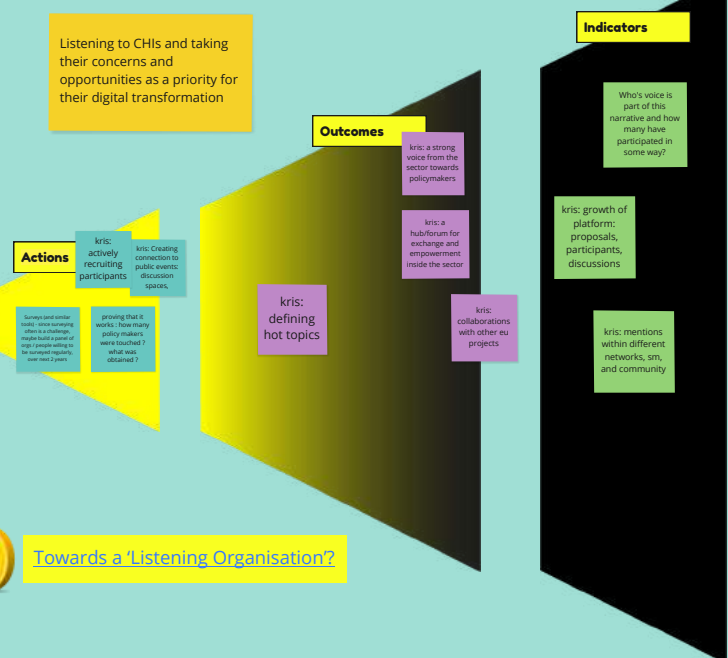 Indicators
Listening to CHIs and taking
their concerns and
opportunities as a priority for
their digital transformation
Who's voice is
part of this
narrative and how
many have
participated in
some way?
Outcomes
kris: a strong
voice from the
sector towards
policymakers
kris: growth of
platform:
proposals,
participants,
discussions
kris: a
hub/forum for
exchange and
empowerment
inside the sector
Actions
kris:
actively
recruiting
participants
kris: Creating
connection to
public events:
discussion
spaces,
kris:
defining
hot topics
kris:
collaborations
with other eu
projects
Surveys (and similar
tools) - since surveying
often is a challenge,
maybe build a panel of
orgs / people willing to
be surveyed regularly,
over next 2 years
proving that it
works : how many
policy makers
were touched ?
what was
obtained ?
kris: mentions
within different
networks, sm,
and community
Towards a 'Listening Organisation'?